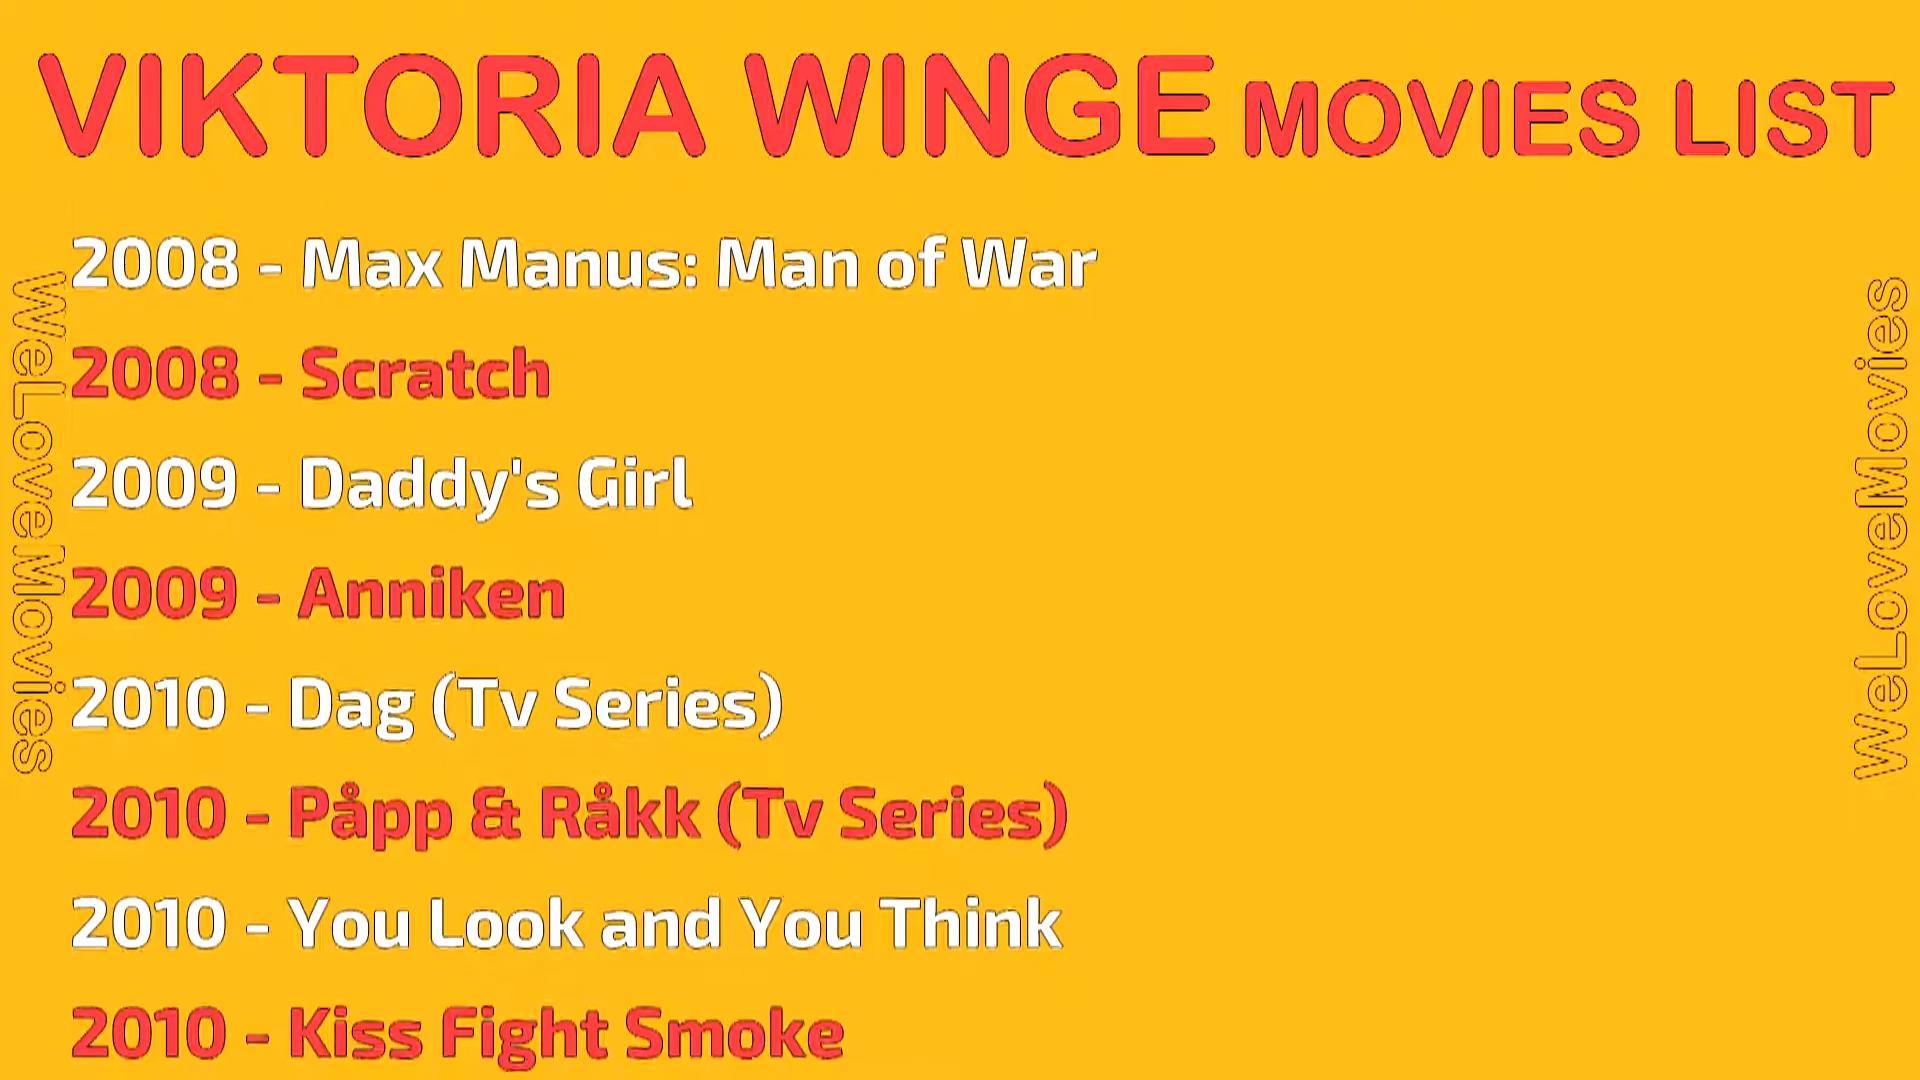 VIKTORIA WINGE MOVIES LIST
2008 - Max Manus: Man of War
2008 - Scratch
2009 - Daddy's Girl
2009 - Anniken
2010 - Dag (Tv Series)
2010 - Påpp & Råkk (Tv Series)
2010 - You Look and You Think
2010 - Kiss Fight Smoke
WeLoveMovies
WeLoveMovies